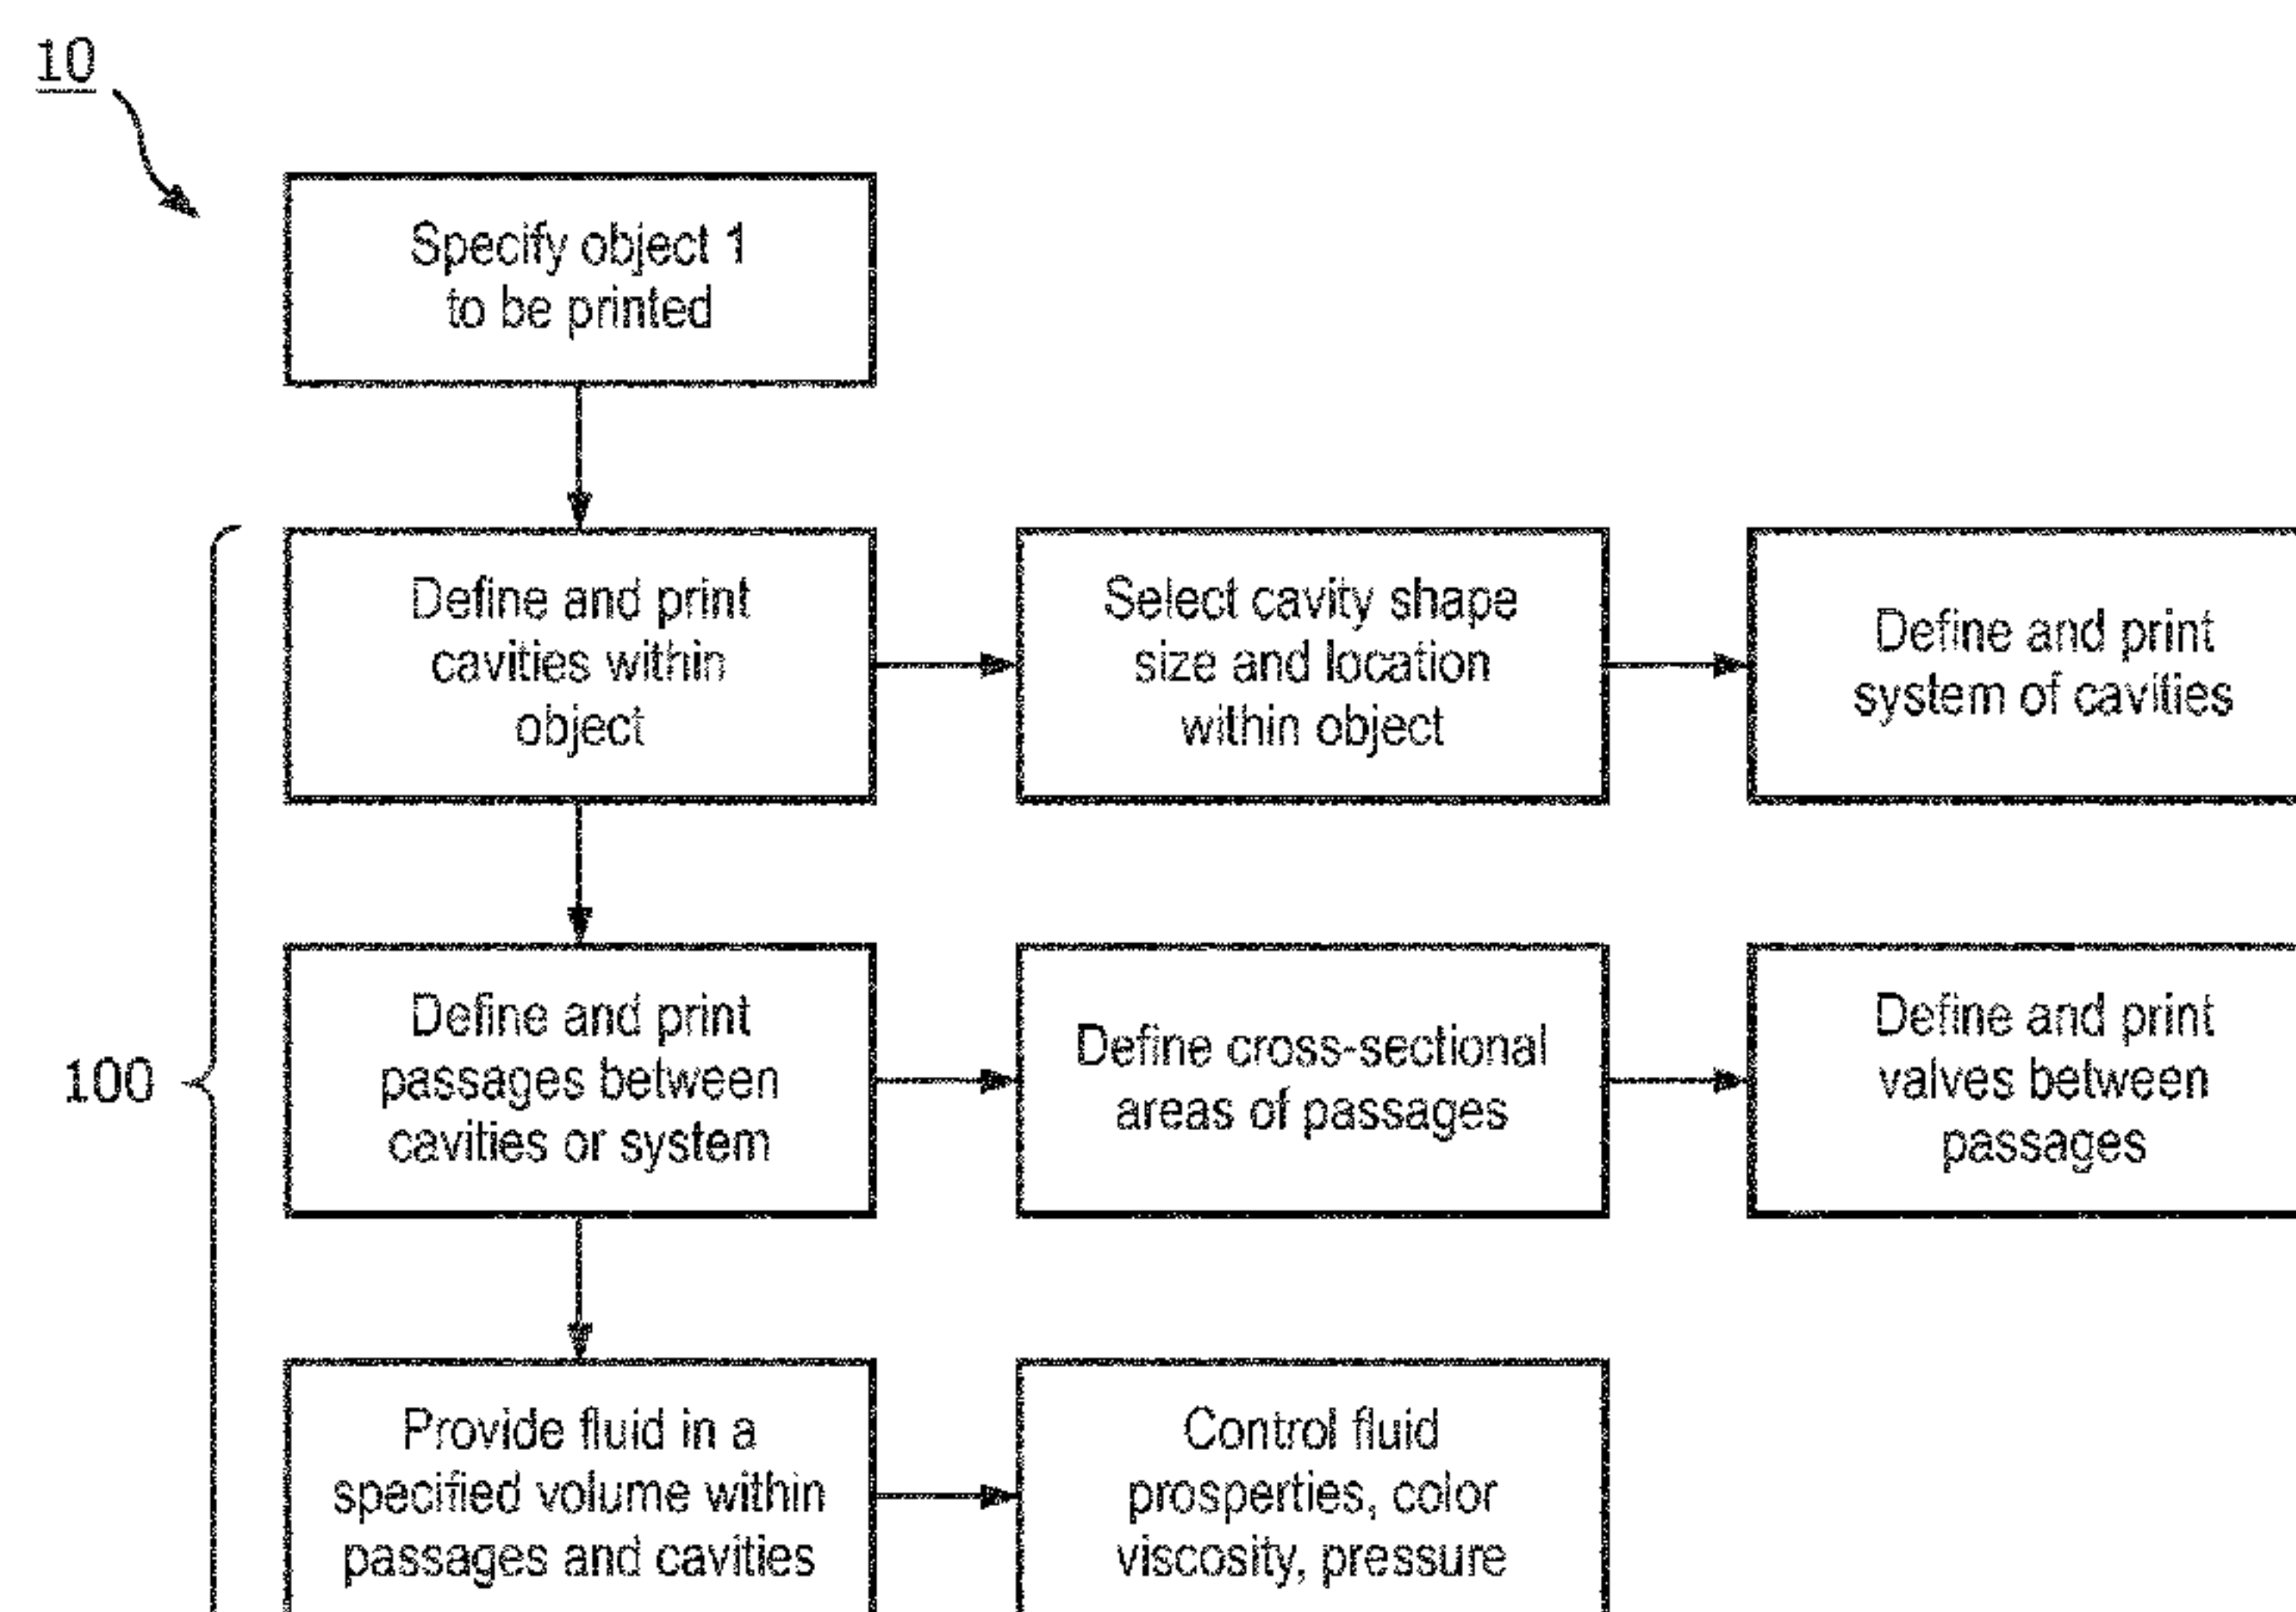 10
Specify object 1
to be printed
Define and print
cavities within
object
Select cavity shape
size and location
within object
Define and print
system of cavities
100
Define and print
passages between
cavities or system
Define cross-sectional
areas of passages
Define and print
valves between
passages
Provide fluid in a
specified volume within
passages and cavities
Control fluid
prosperties, color
viscosity, pressure